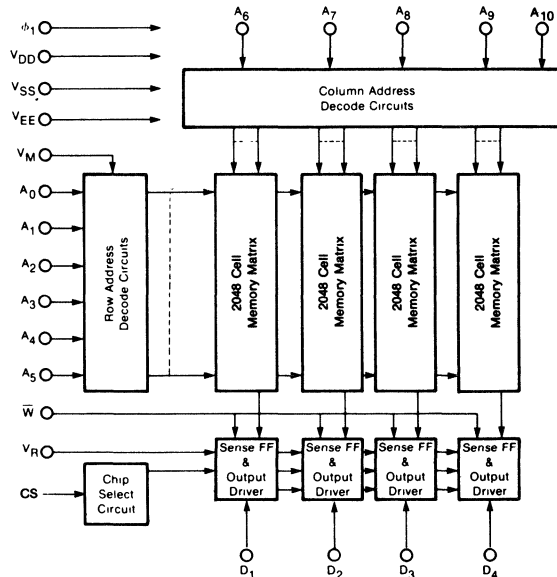 ϕ1
VDD
VSS
VEE
VM
A0
A1
A2
A3
A4
A5
W̅
VR
CS
A6
A7
A8
A9
A10
Column Address
Decode Circuits
Row Address
Decode Circuits
2048 Cell
Memory Matrix
2048 Cell
Memory Matrix
2048 Cell
Memory Matrix
2048 Cell
Memory Matrix
Chip
Select
Circuit
Sense FF
&
Output
Driver
Sense FF
&
Output
Driver
Sense FF
&
Output
Driver
Sense FF
&
Output
Driver
D1
D2
D3
D4